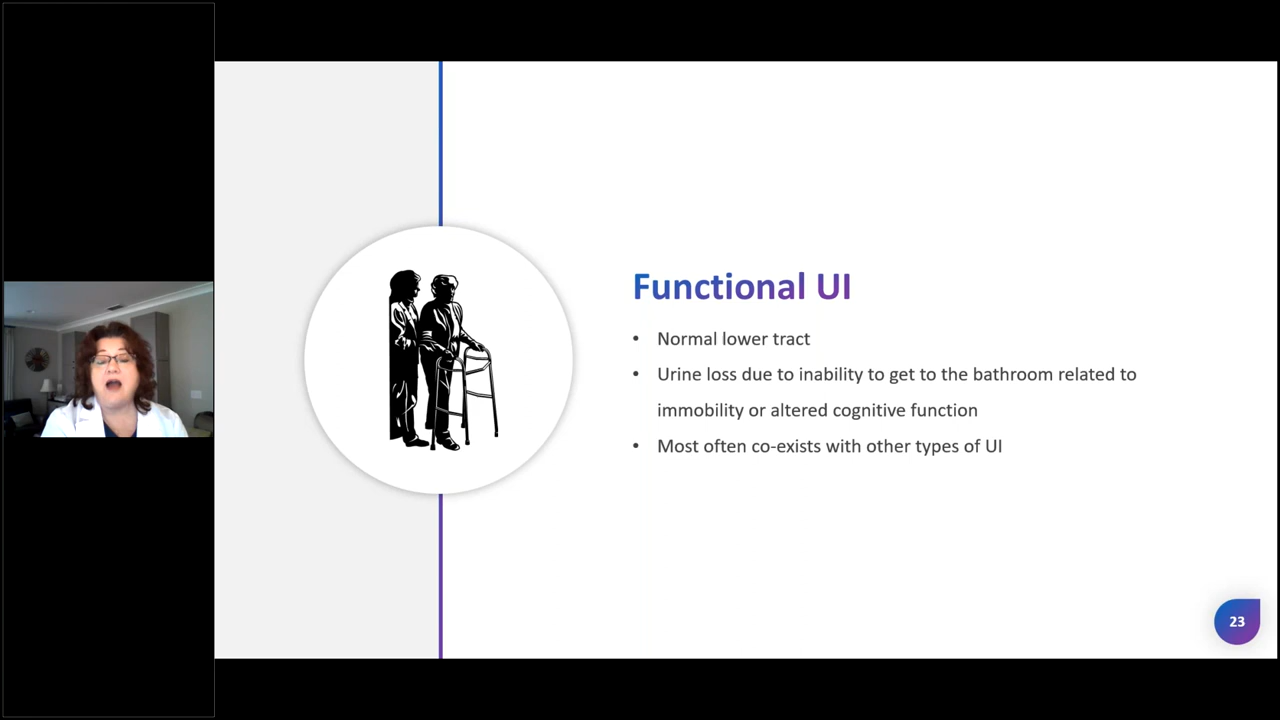 Functional UI
• Normal lower tract
• Urine loss due to inability to get to the bathroom related to
immobility or altered cognitive function
• Most often co-exists with other types of UI
23